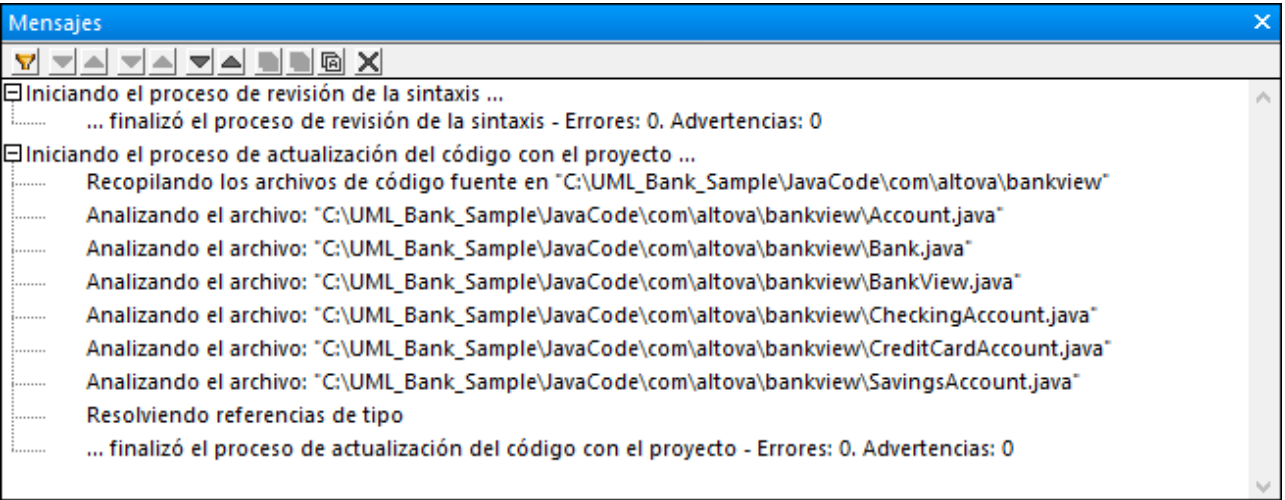 Mensajes
Iniciando el proceso de revisión de la sintaxis ...
... finalizó el proceso de revisión de la sintaxis - Errores: 0. Advertencias: 0
Iniciando el proceso de actualización del código con el proyecto ...
Recopilando los archivos de código fuente en "C:\UML_Bank_Sample\JavaCode\com\altova\bankview"
Analizando el archivo: "C:\UML_Bank_Sample\JavaCode\com\altova\bankview\Account.java"
Analizando el archivo: "C:\UML_Bank_Sample\JavaCode\com\altova\bankview\Bank.java"
Analizando el archivo: "C:\UML_Bank_Sample\JavaCode\com\altova\bankview\BankView.java"
Analizando el archivo: "C:\UML_Bank_Sample\JavaCode\com\altova\bankview\CheckingAccount.java"
Analizando el archivo: "C:\UML_Bank_Sample\JavaCode\com\altova\bankview\CreditCardAccount.java"
Analizando el archivo: "C:\UML_Bank_Sample\JavaCode\com\altova\bankview\SavingsAccount.java"
Resolviendo referencias de tipo
... finalizó el proceso de actualización del código con el proyecto - Errores: 0. Advertencias: 0